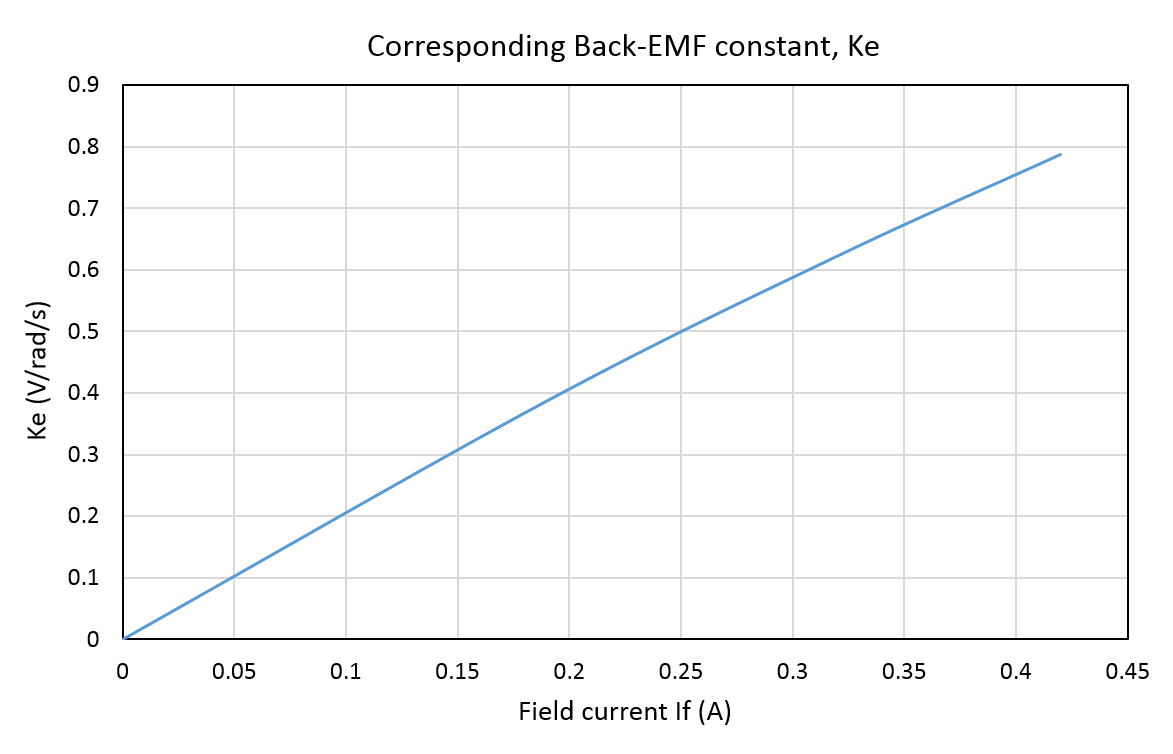 Corresponding Back-EMF constant, Ke
0.9
0.8
0.7
0.6
0.5
0.4
0.3
0.2
0.1
0
Ke (V/rad/s)
0 0.05 0.1 0.15 0.2 0.25 0.3 0.35 0.4 0.45
Field current If (A)